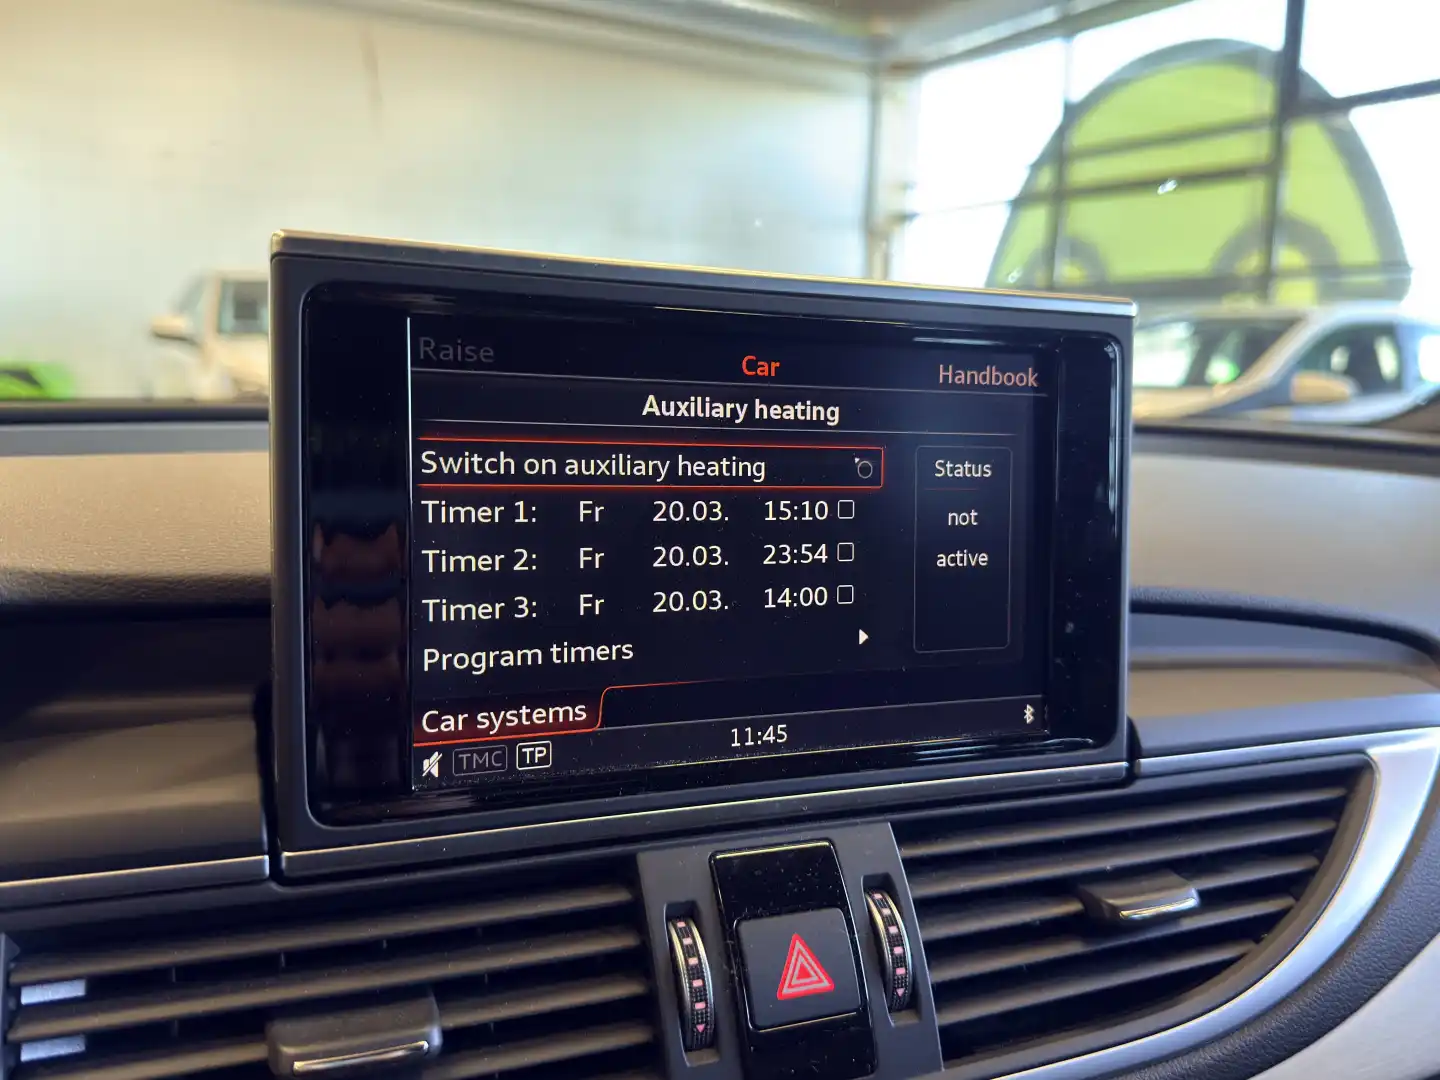 Raise
Car
Handbook
Auxiliary heating
Switch on auxiliary heating
Timer 1: Fr 20.03. 15:10
Timer 2: Fr 20.03. 23:54
Timer 3: Fr 20.03. 14:00
Program timers
Status
not
active
Car systems
TMC TP
11:45